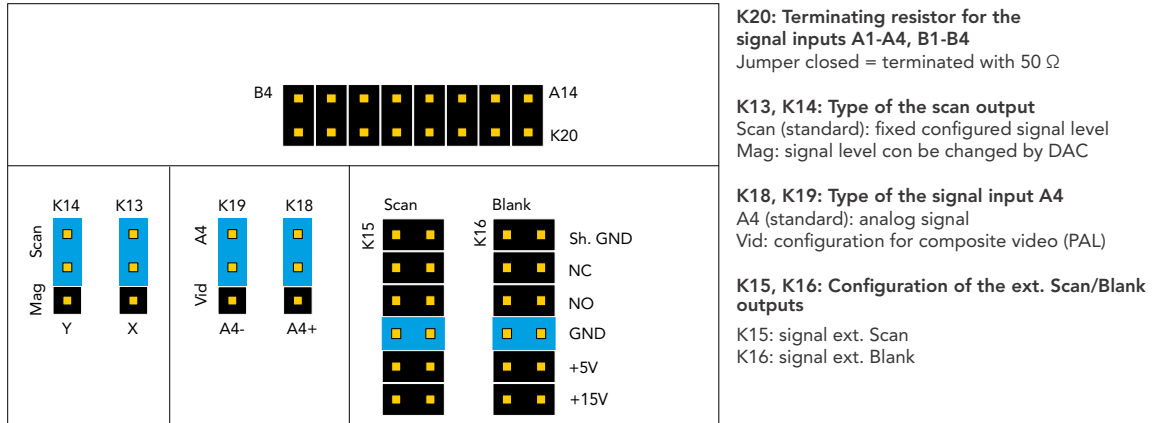 B4 A14
K20
K14 K13
Scan
Mag
Y X
K19 K18
A4
Vid
A4- A4+
Scan Blank
K15 K16
Sh. GND
NC
NO
GND
+5V
+15V
K20: Terminating resistor for the
signal inputs A1-A4, B1-B4
Jumper closed = terminated with 50 Ω
K13, K14: Type of the scan output
Scan (standard): fixed configured signal level
Mag: signal level con be changed by DAC
K18, K19: Type of the signal input A4
A4 (standard): analog signal
Vid: configuration for composite video (PAL)
K15, K16: Configuration of the ext. Scan/Blank
outputs
K15: signal ext. Scan
K16: signal ext. Blank